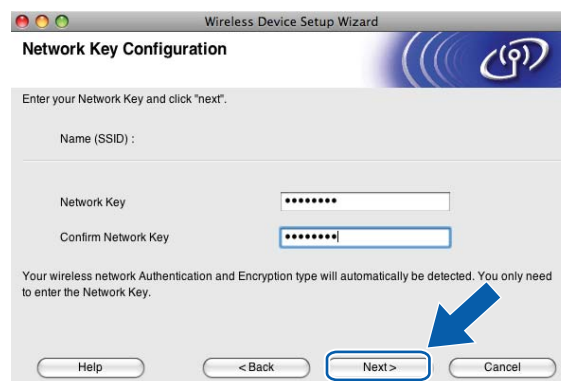 Wireless Device Setup Wizard
Network Key Configuration
Enter your Network Key and click "next".
Name (SSID) :
Network Key ••••••••
Confirm Network Key ••••••••
Your wireless network Authentication and Encryption type will automatically be detected. You only need
to enter the Network Key.
Help < Back Next > Cancel